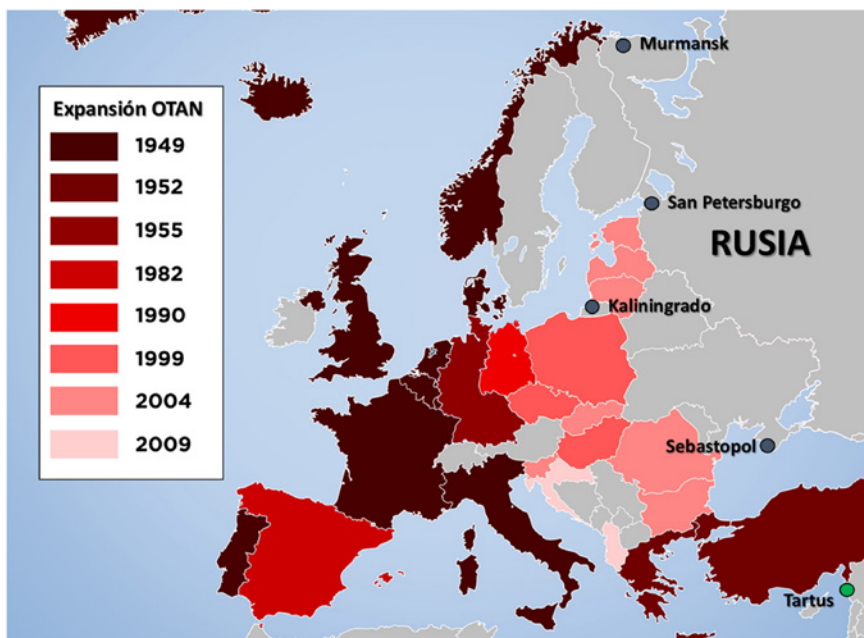 Expansión OTAN
1949
1952
1955
1982
1990
1999
2004
2009
Murmansk
San Petersburgo
RUSIA
Kaliningrado
Sebastopol
Tartus